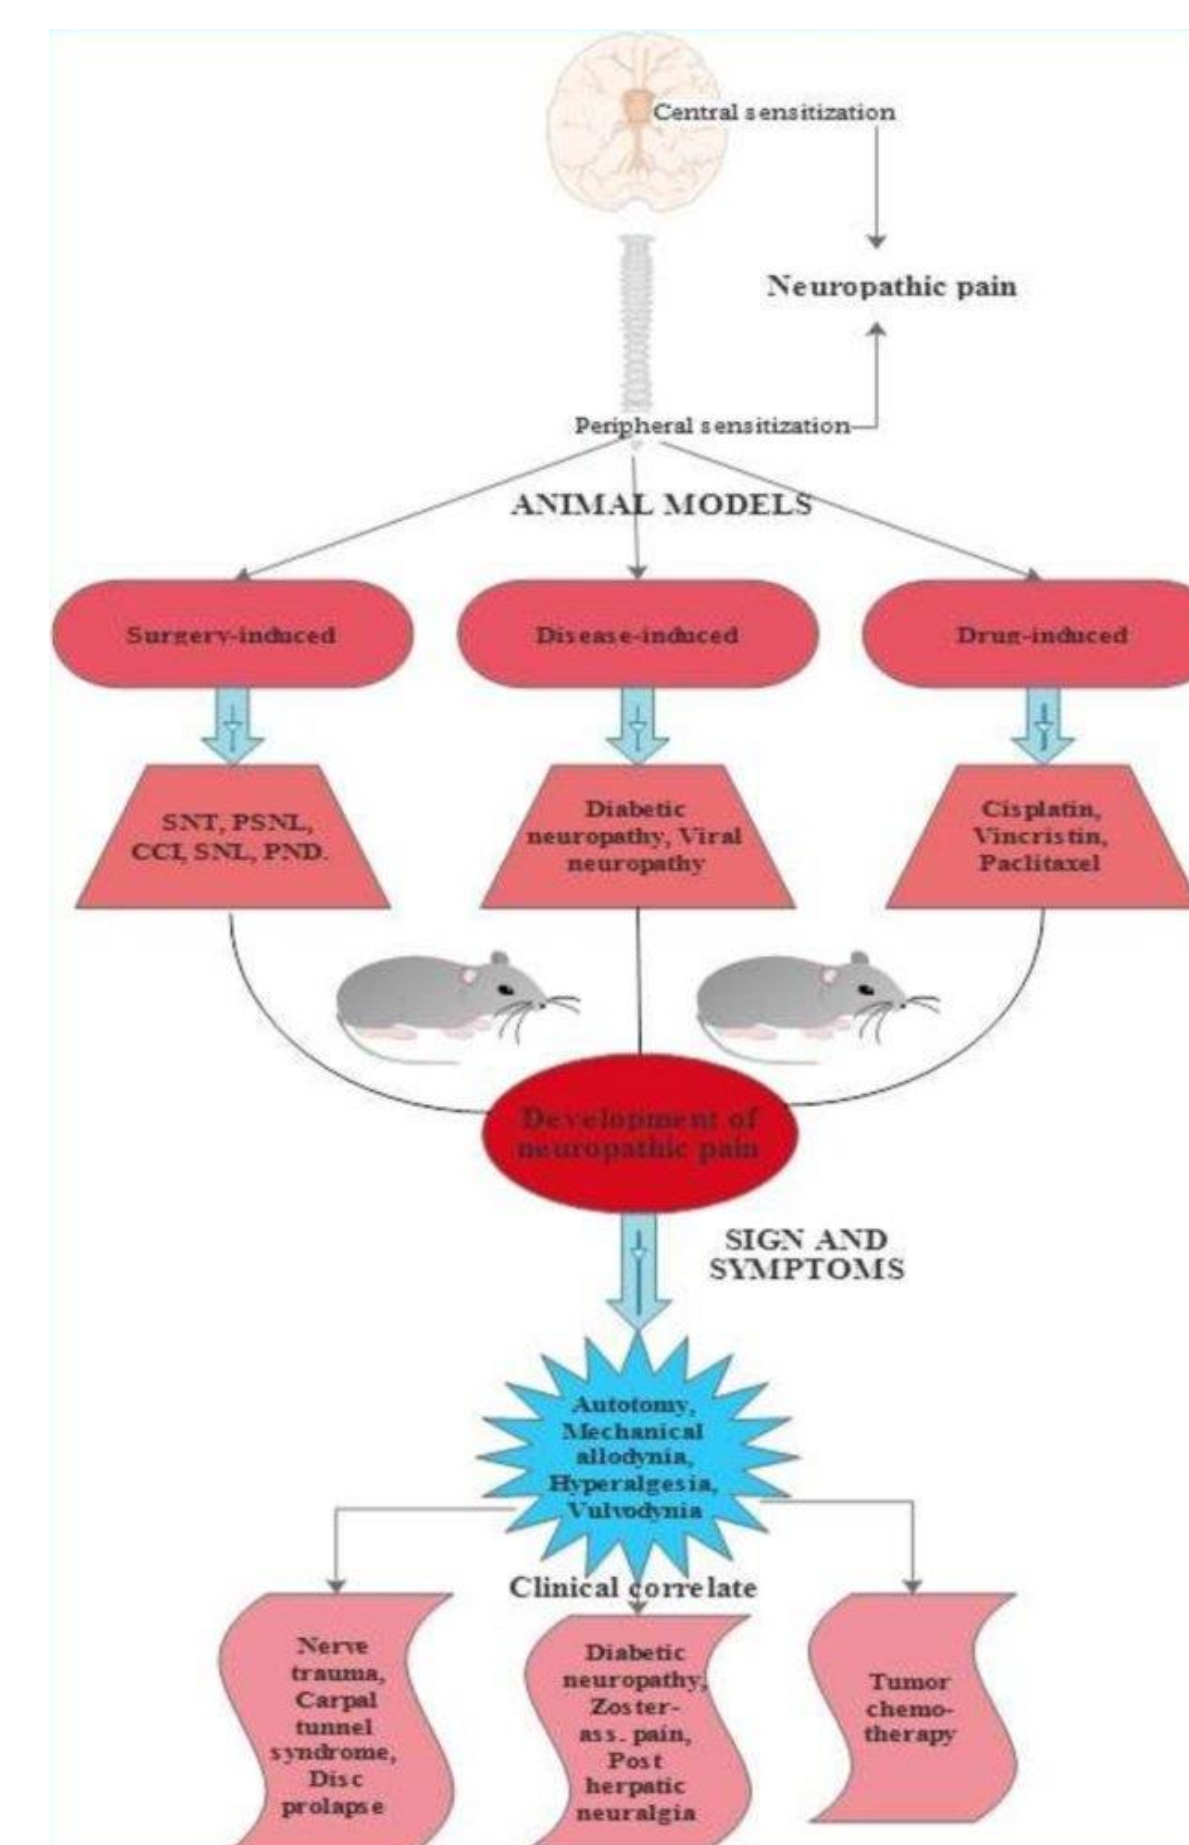 Central sensitization
Neuropathic pain
Peripheral sensitization
ANIMAL MODELS
Surgery-induced
Disease-induced
Drug-induced
SNT, PSNL,
CCI, SNL, PND.
Diabetic
neuropathy, Viral
neuropathy
Cisplatin,
Vincristin,
Paclitaxel
Development of
neuropathic pain
SIGN AND
SYMPTOMS
Autotomy,
Mechanical
allodynia,
Hyperalgesia,
Vulvodynia
Clinical correlate
Nerve
trauma,
Carpal
tunnel
syndrome,
Disc
prolapse
Diabetic
neuropathy,
Zoster-
ass. pain,
Post
herpatic
neuralgia
Tumor
chemo-
therapy